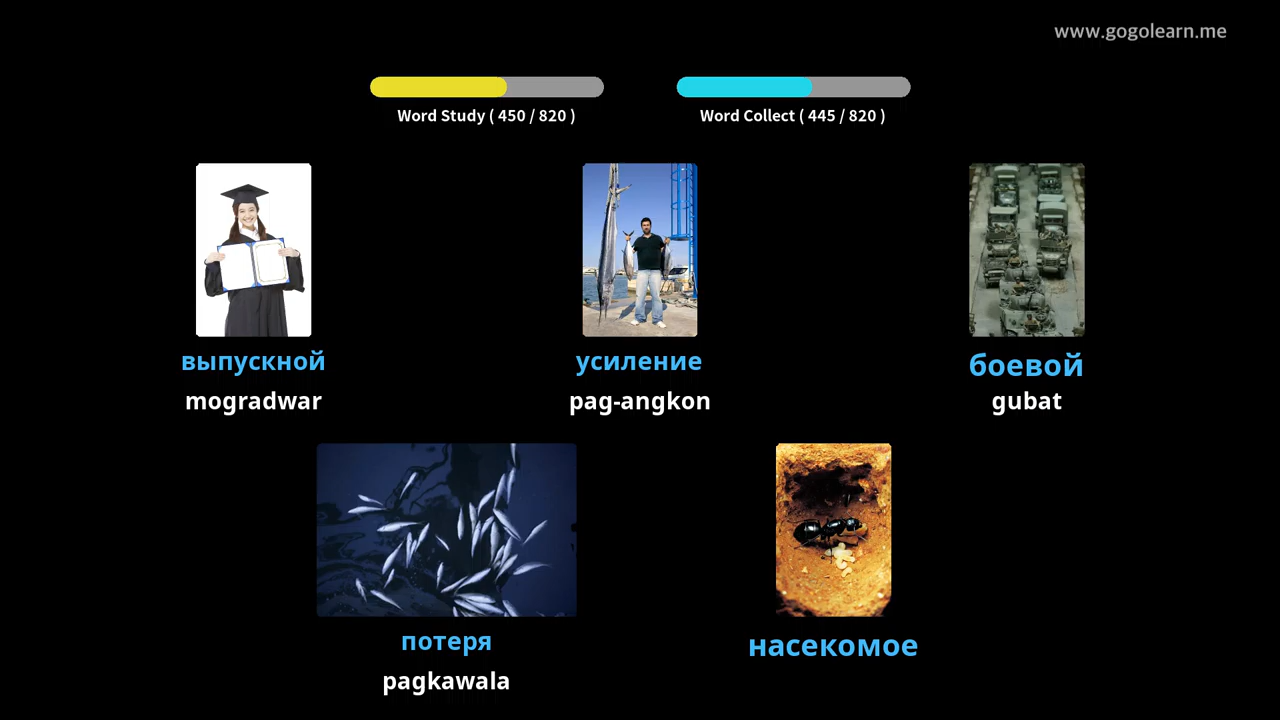 www.gogolearn.me
Word Study ( 450 / 820 )
Word Collect ( 445 / 820 )
выпускной
mogradwar
усиление
pag-angkon
боевой
gubat
потеря
pagkawala
насекомое